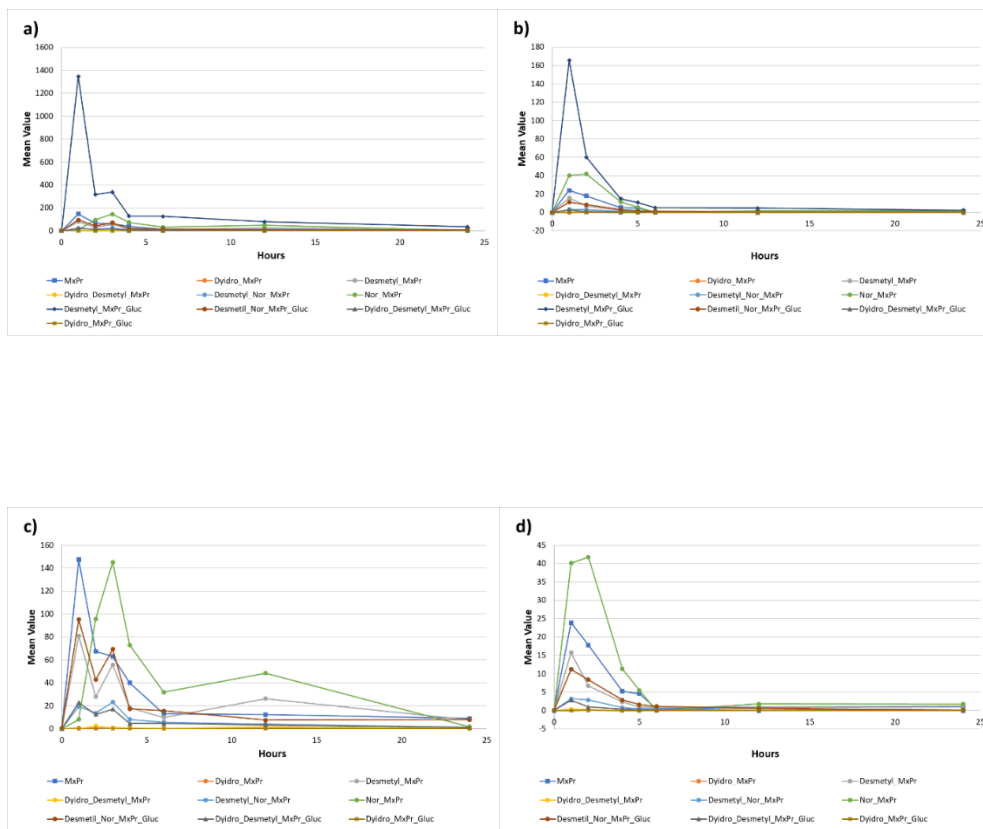 a)
1600
1400
1200
1000
800
600
400
200
0
Mean Value
0 5 10 15 20 25
Hours
MxPr Dyidro_MxPr Desmetyl_MxPr
Dyidro_Desmetyl_MxPr Desmetyl_Nor_MxPr Nor_MxPr
Desmetyl_MxPr_Gluc Desmetil_Nor_MxPr_Gluc Dyidro_Desmetyl_MxPr_Gluc
Dyidro_MxPr_Gluc
b)
180
160
140
120
100
80
60
40
20
0
-20
Mean Value
0 5 10 15 20 25
Hours
MxPr Dyidro_MxPr Desmetyl_MxPr
Dyidro_Desmetyl_MxPr Desmetyl_Nor_MxPr Nor_MxPr
Desmetyl_MxPr_Gluc Desmetil_Nor_MxPr_Gluc Dyidro_Desmetyl_MxPr_Gluc
Dyidro_MxPr_Gluc
c)
160
140
120
100
80
60
40
20
0
Mean Value
0 5 10 15 20 25
Hours
MxPr Dyidro_MxPr Desmetyl_MxPr
Dyidro_Desmetyl_MxPr Desmetyl_Nor_MxPr Nor_MxPr
Desmetil_Nor_MxPr_Gluc Dyidro_Desmetyl_MxPr_Gluc Dyidro_MxPr_Gluc
d)
45
40
35
30
25
20
15
10
5
0
-5
Mean Value
0 5 10 15 20 25
Hours
MxPr Dyidro_MxPr Desmetyl_MxPr
Dyidro_Desmetyl_MxPr Desmetyl_Nor_MxPr Nor_MxPr
Desmetil_Nor_MxPr_Gluc Dyidro_Desmetyl_MxPr_Gluc Dyidro_MxPr_Gluc